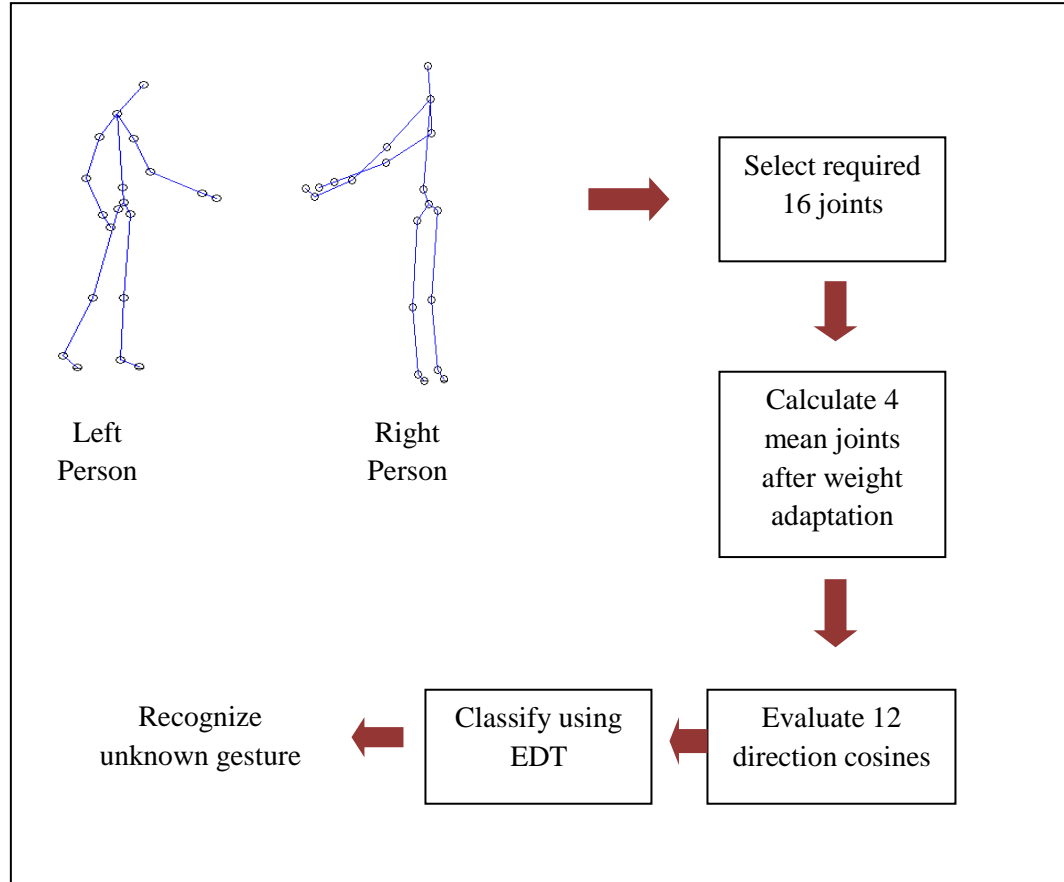 Left
Person
Right
Person
Select required
16 joints
Calculate 4
mean joints
after weight
adaptation
Evaluate 12
direction cosines
Classify using
EDT
Recognize
unknown gesture